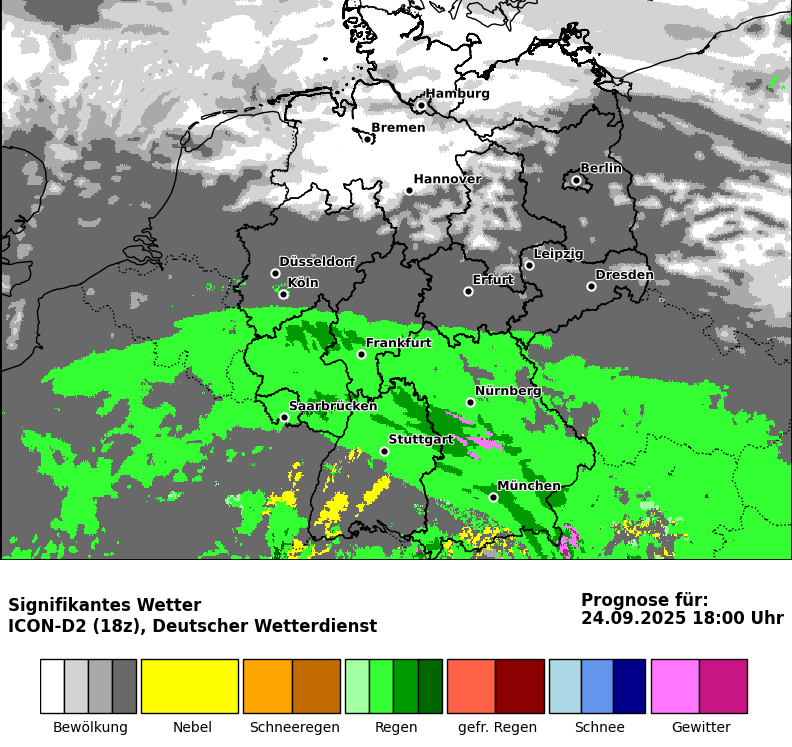 Hamburg
Bremen
Berlin
Hannover
Leipzig
Düsseldorf
Dresden
Köln
Erfurt
Frankfurt
Nürnberg
Saarbrücken
Stuttgart
München
Signifikantes Wetter
ICON-D2 (18z), Deutscher Wetterdienst
Prognose für:
24.09.2025 18:00 Uhr
Bewölkung
Nebel
Schneeregen
Regen
gefr. Regen
Schnee
Gewitter